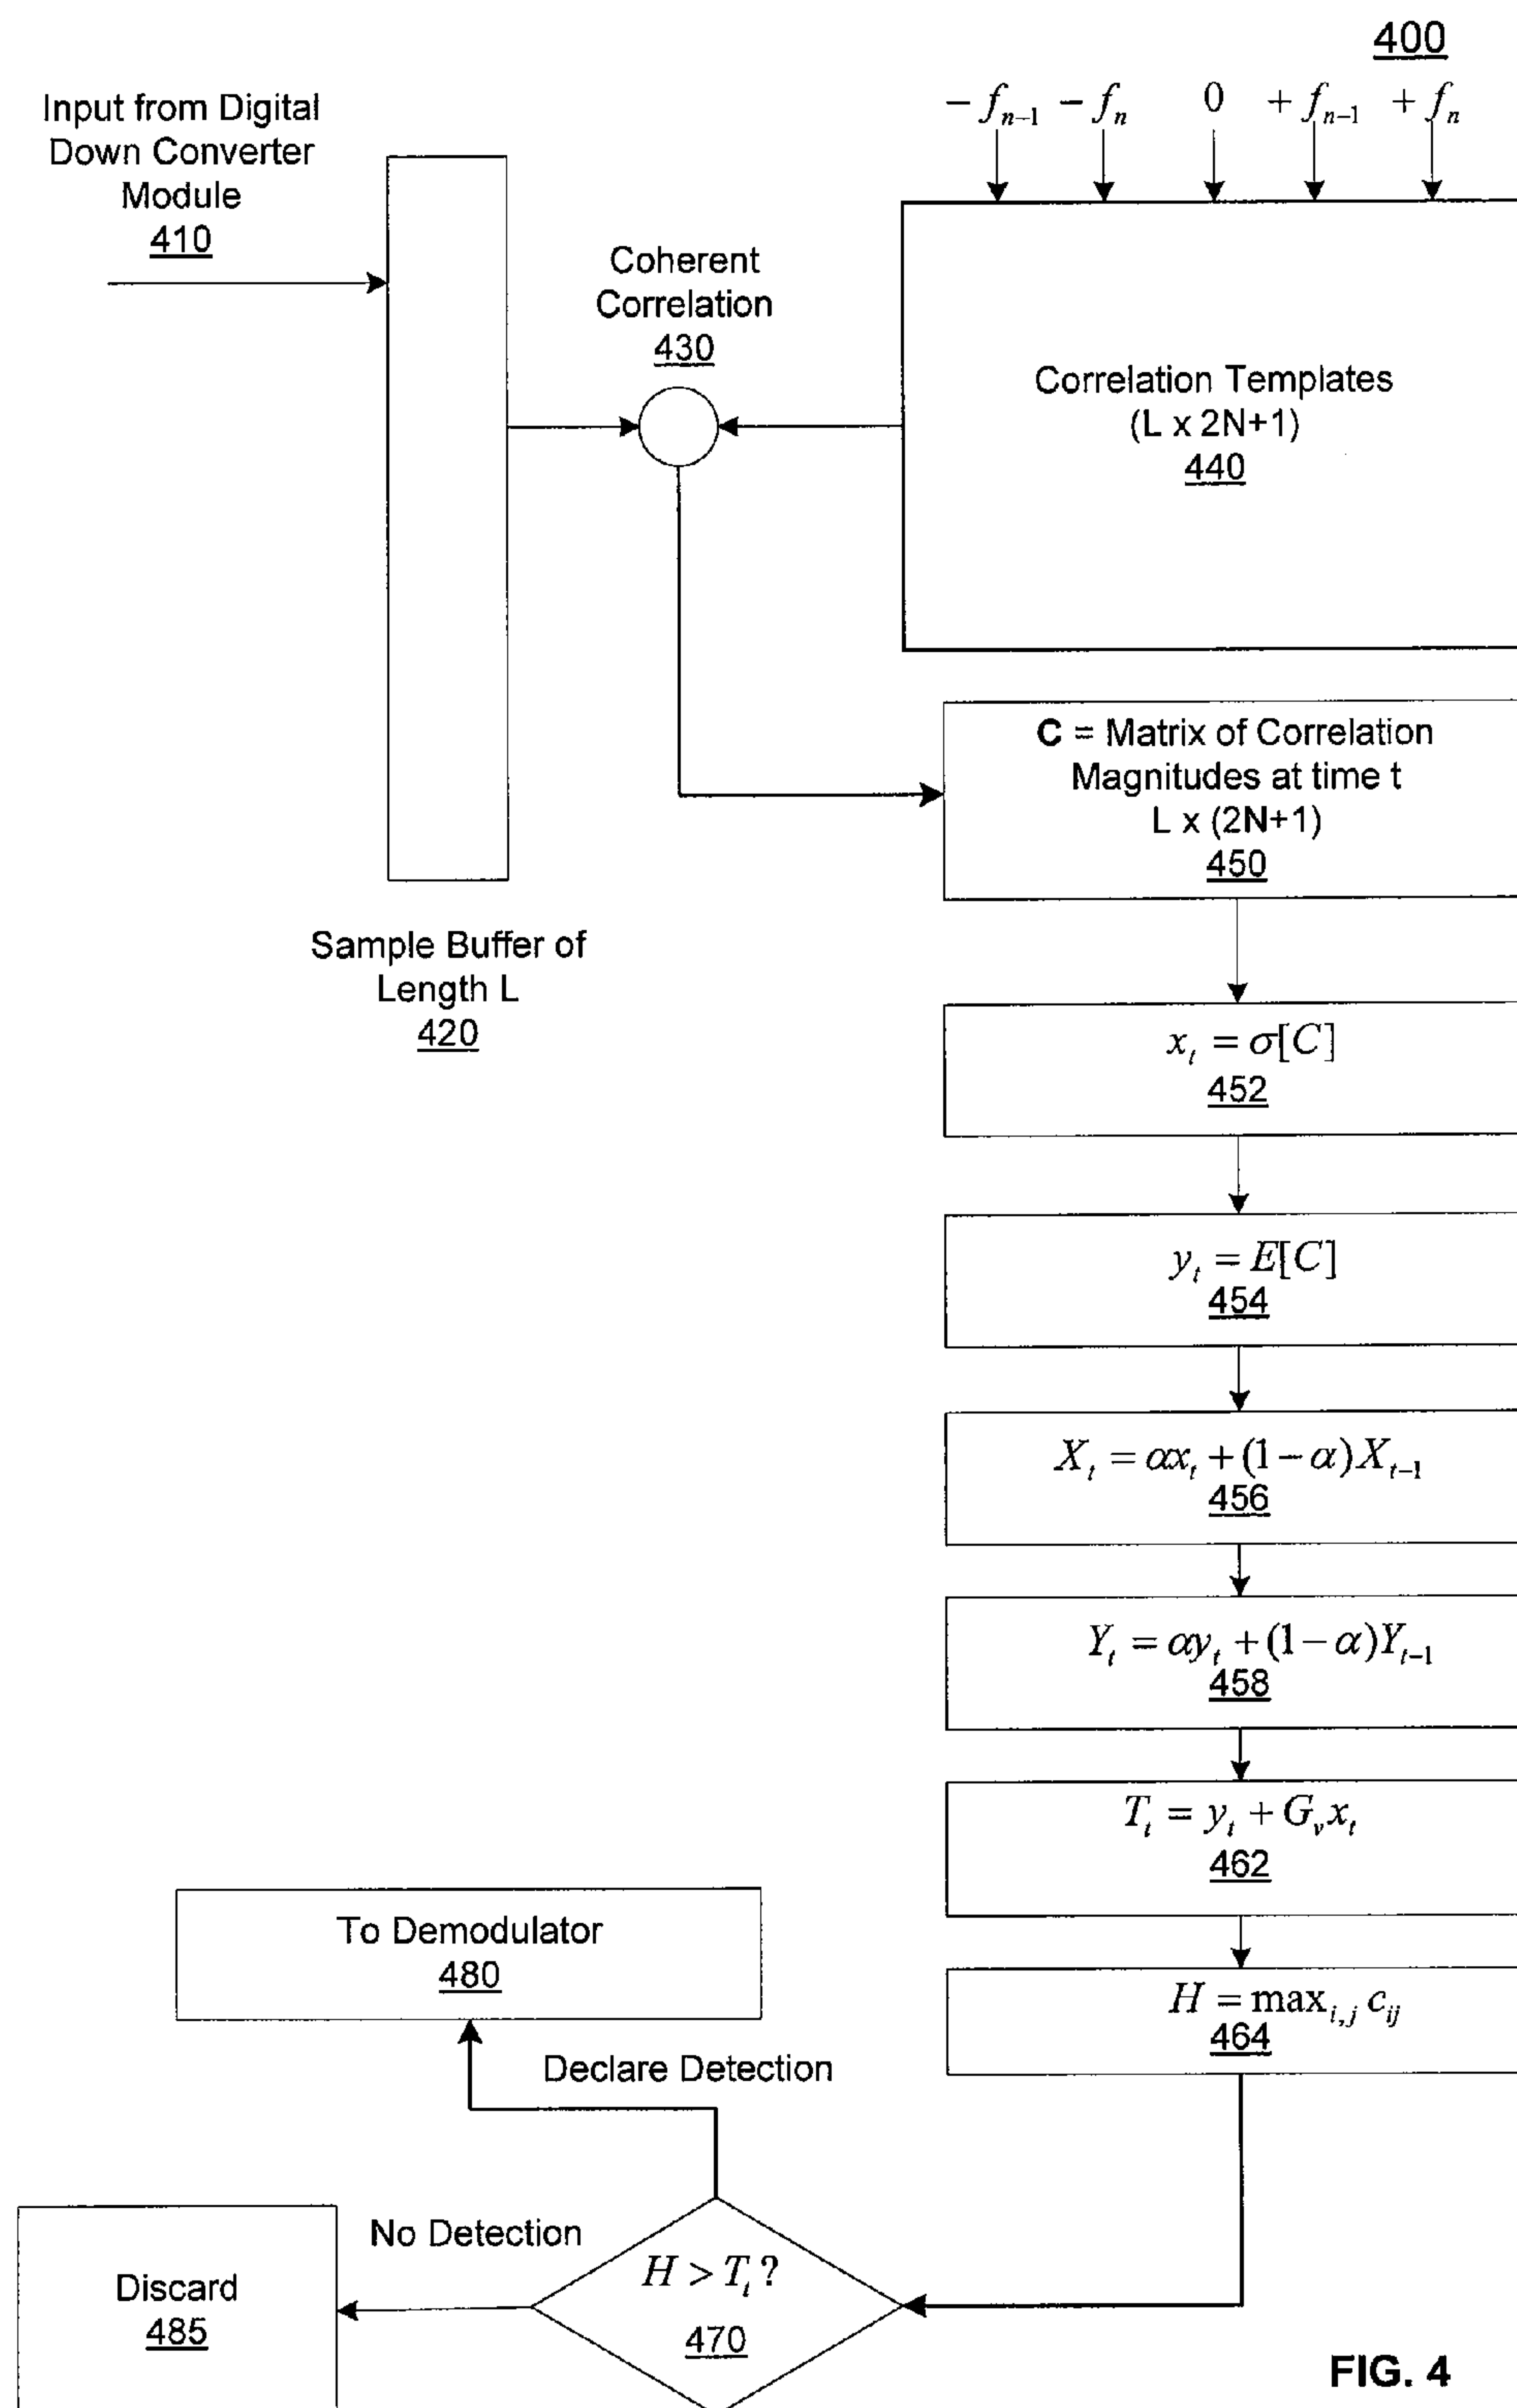 400
− f_{n−1} − f_n 0 + f_{n−1} + f_n
Input from Digital
Down Converter
Module
410
Coherent
Correlation
430
Correlation Templates
(L x 2N+1)
440
C = Matrix of Correlation
Magnitudes at time t
L x (2N+1)
450
Sample Buffer of
Length L
420
x_t = σ[C]
452
y_t = E[C]
454
X_t = αx_t + (1−α)X_{t−1}
456
Y_t = αy_t + (1−α)Y_{t−1}
458
T_t = y_t + G_v x_t
462
H = max_{i,j} c_{ij}
464
To Demodulator
480
Declare Detection
No Detection
H > T_t ?
470
Discard
485
FIG. 4